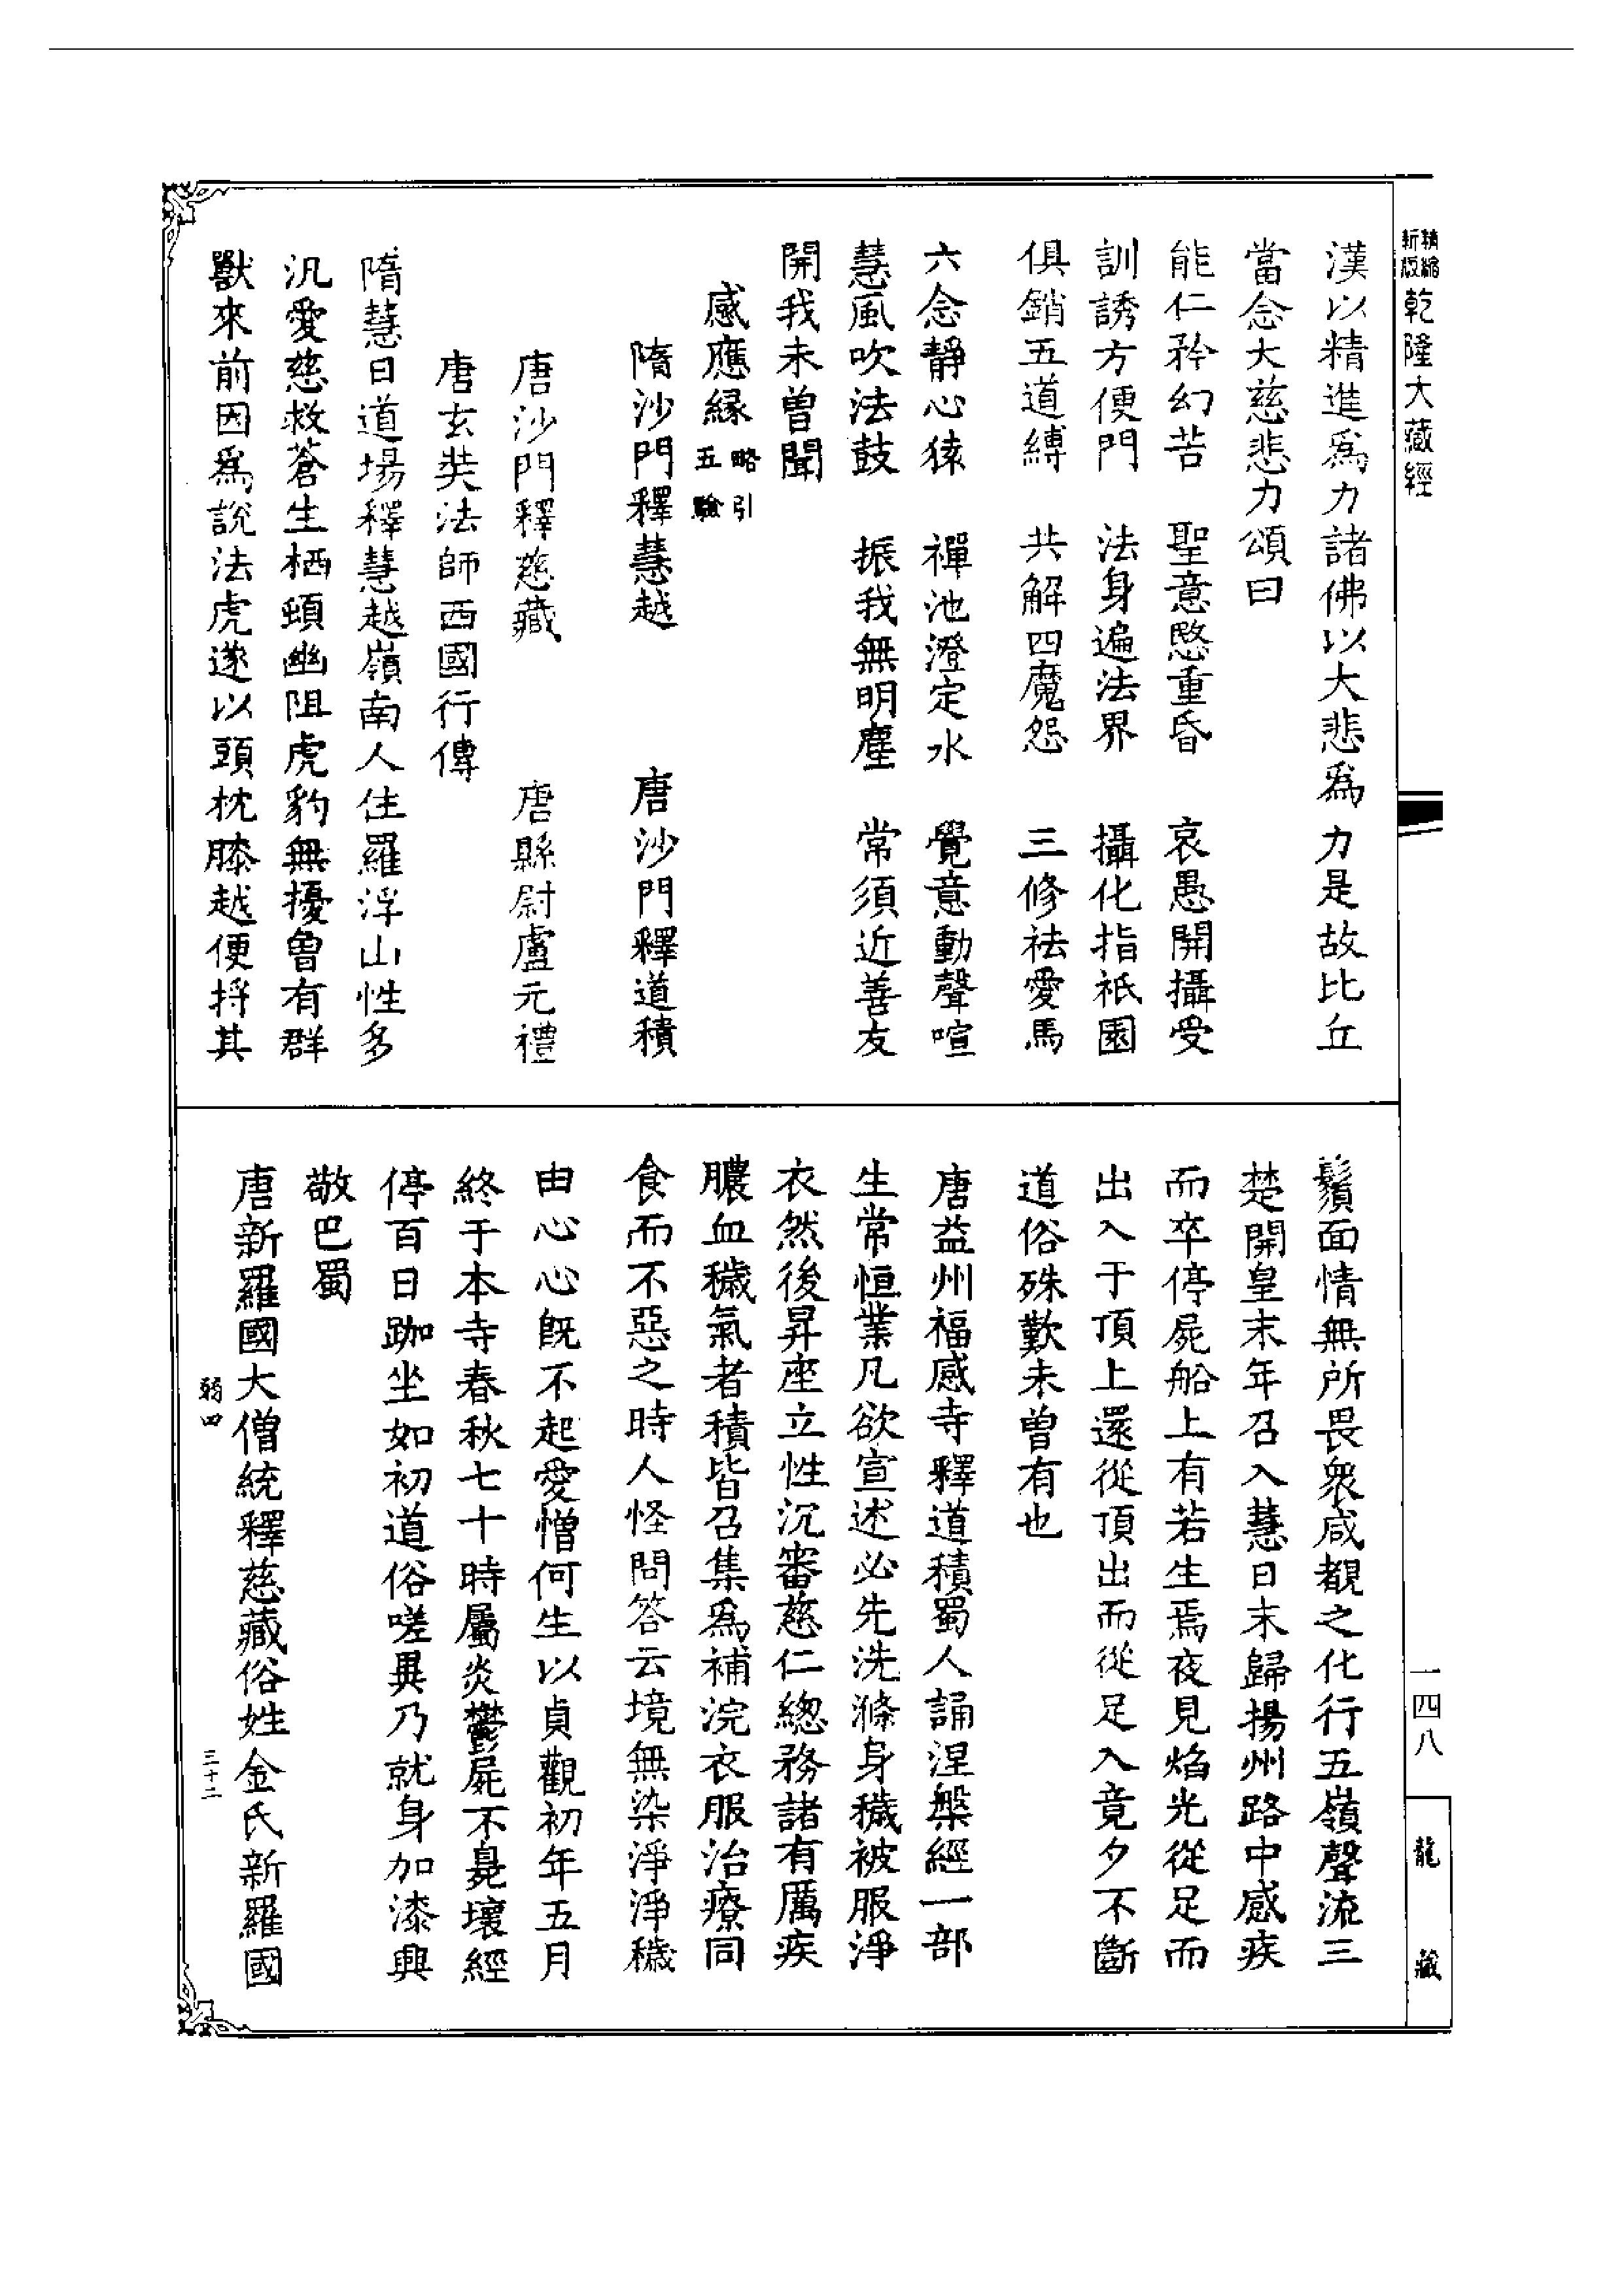 精縮新版乾隆大藏經
漢以精進爲力諸佛以大悲爲力是故比丘
當念大慈悲力頌曰
能仁矜幻苦　聖意愍重昏　哀愚開攝受
訓誘方便門　法身遍法界　攝化指祇園
俱銷五道縛　共解四魔怨　三修祛愛馬
六念靜心猿　禪池澄定水　覺意動聲喧
慧風吹法鼓　振我無明塵　常須近善友
開我未曾聞
感應緣略引五驗
隋沙門釋慧越　唐沙門釋道積
唐沙門釋慈藏　唐縣尉盧元禮
唐玄奘法師西國行傳
隋慧日道場釋慧越嶺南人住羅浮山性多
汎愛慈救蒼生栖頓幽阻虎豹無擾曾有群
獸來前因爲說法虎遂以頭枕膝越便捋其
鬚面情無所畏衆咸覩之化行五嶺聲流三
楚開皇末年召入慧日末歸揚州路中感疾
而卒停屍船上有若生焉夜見焰光從足而
出入于頂上還從頂出而從足入竟夕不斷
道俗殊歎未曾有也
唐益州福感寺釋道積蜀人誦涅槃經一部
生常恒業凡欲宣述必先洗滌身穢被服淨
衣然後昇座立性沉審慈仁總務諸有厲疾
膿血穢氣者積皆召集爲補浣衣服治療同
食而不惡之時人怪問答云境無染淨淨穢
由心心既不起愛憎何生以貞觀初年五月
終于本寺春秋七十時屬炎鬱屍不臭壞經
停百日跏坐如初道俗嗟異乃就身加漆興
敬巴蜀
唐新羅國大僧統釋慈藏俗姓金氏新羅國
弱四　三十二
一四八
龍藏